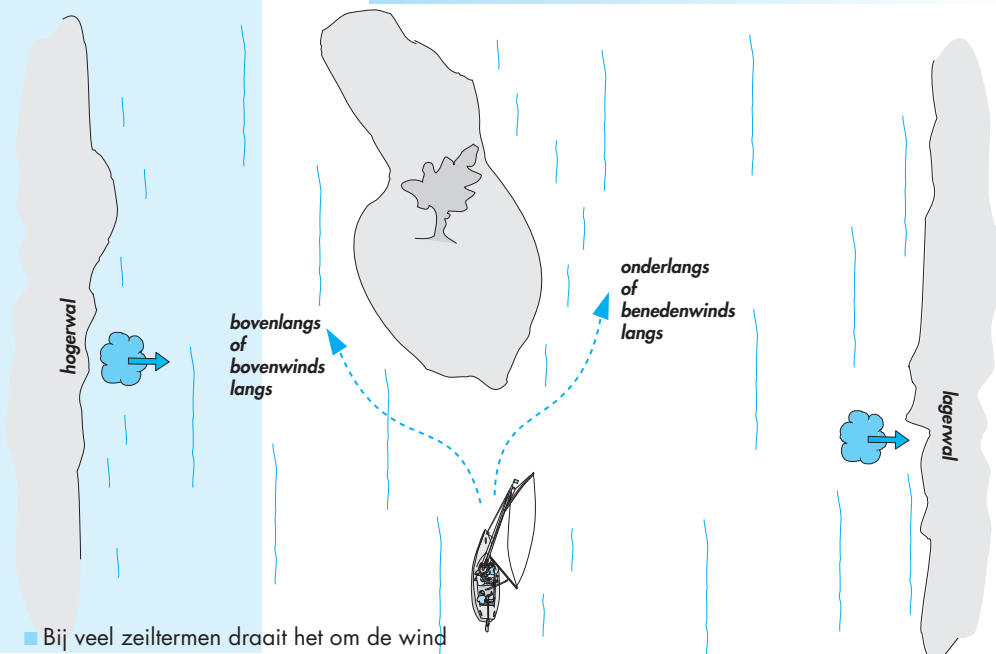 hogerwal
bovenlangs
of
bovenwinds
langs
onderlangs
of
benedenwinds
langs
lagerwal
Bij veel zeiltermen draait het om de wind